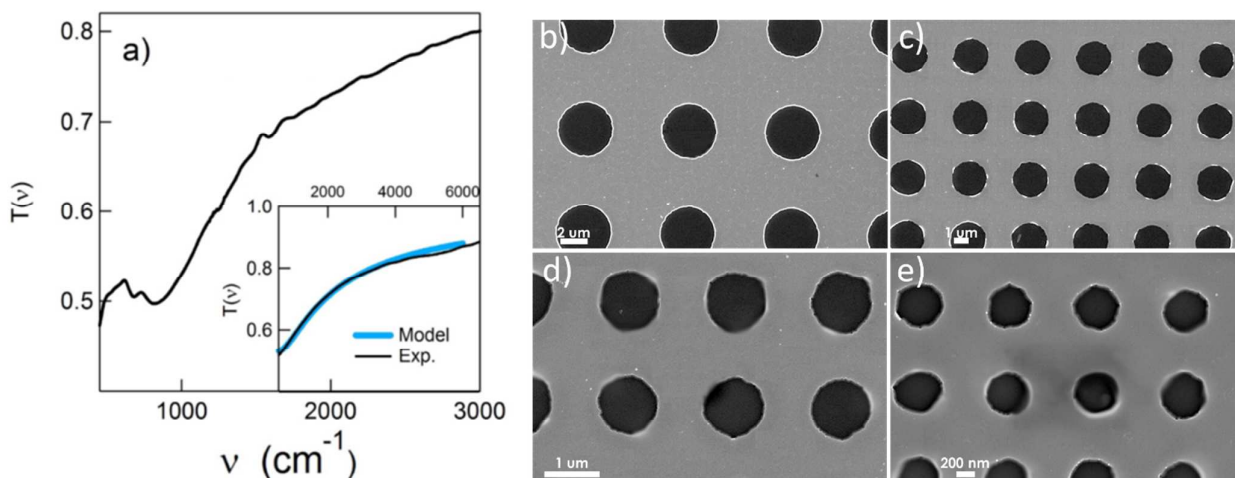 a)
0.8
0.7
0.6
0.5
T(ν)
1000
2000
3000
ν (cm⁻¹)
2000 4000 6000
1.0
0.8
0.6
T(ν)
Model
Exp.
b)
2 um
c)
1 um
d)
1 um
e)
200 nm